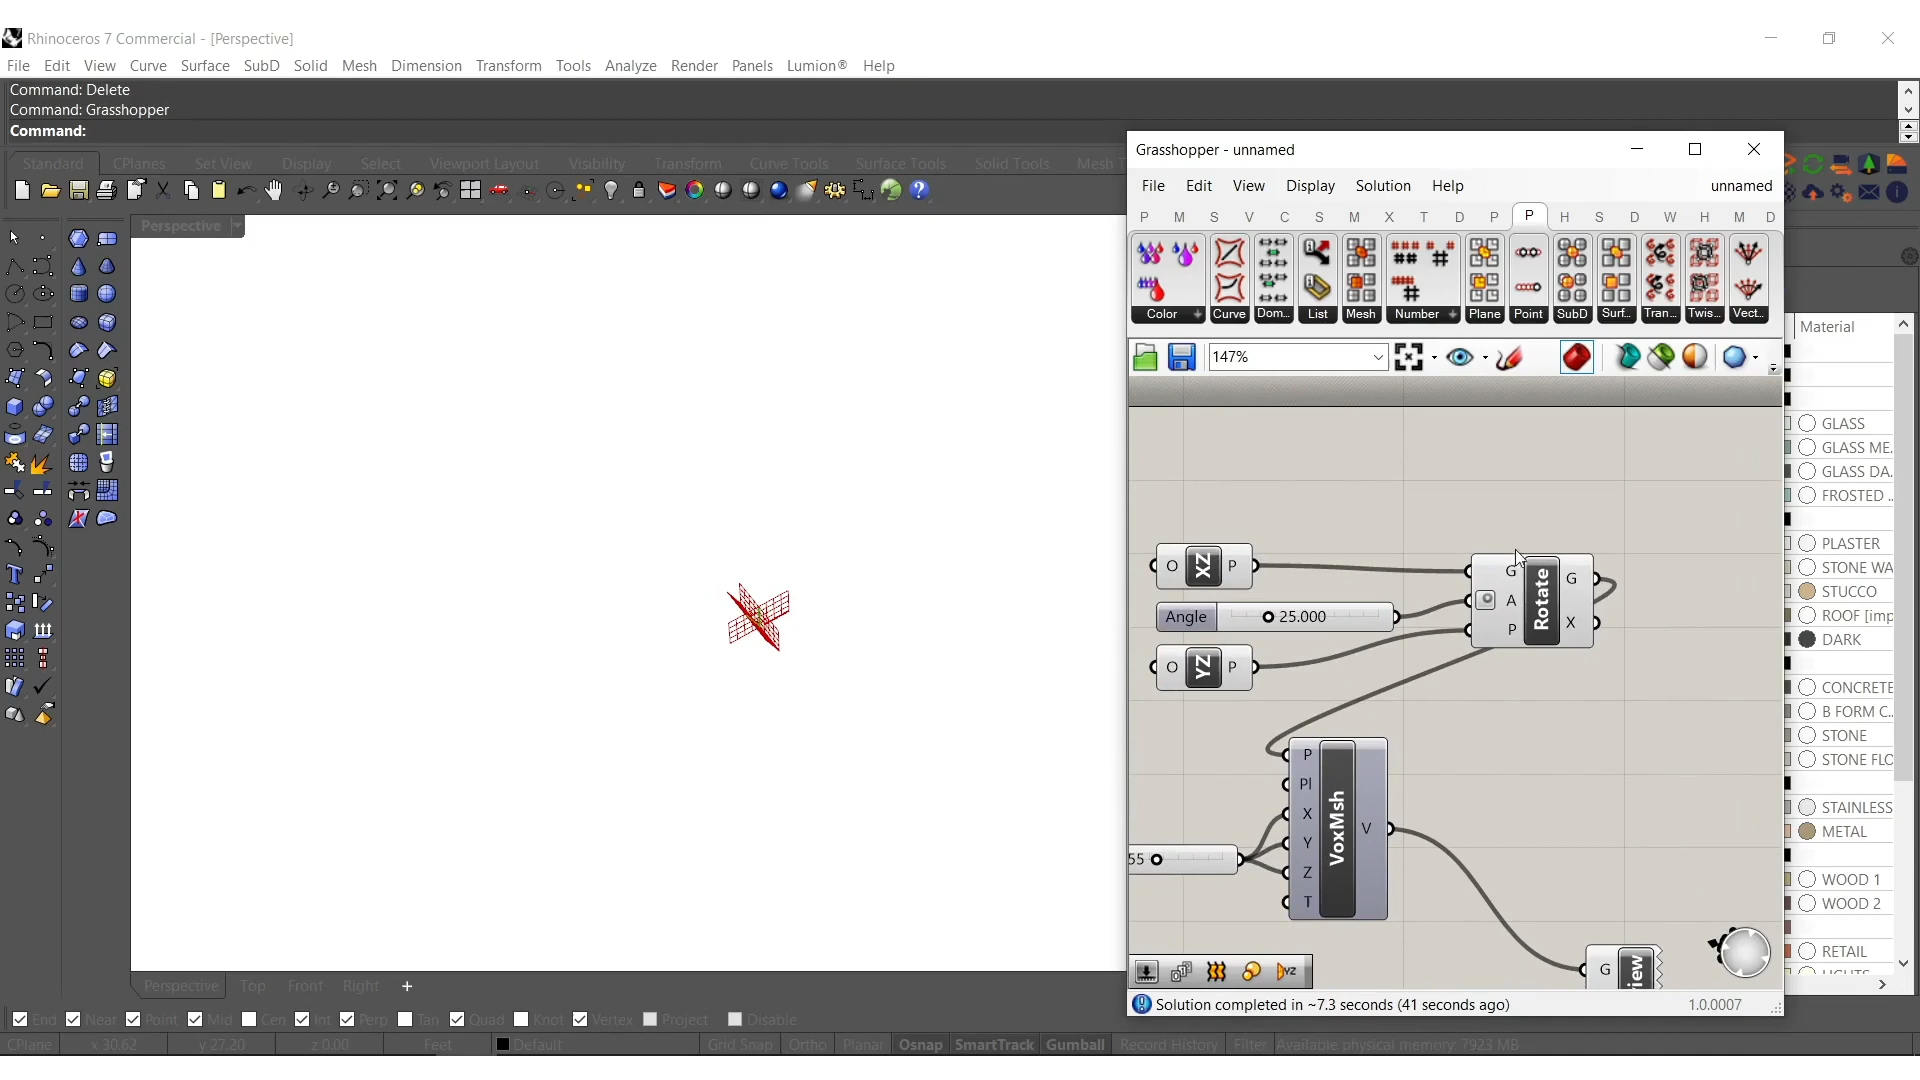 Rhinoceros 7 Commercial - [Perspective]
File Edit View Curve Surface SubD Solid Mesh Dimension Transform Tools Analyze Render Panels Lumion® Help
Command: Delete
Command: Grasshopper
Command:
Standard CPlanes Set View Display Select Viewport Layout Visibility Transform Curve Tools Surface Tools Solid Tools Mesh T
Perspective
Grasshopper - unnamed
File Edit View Display Solution Help unnamed
P M S V C S M X T D P P H S D W H M D
Color Curve Dom... List Mesh Number Plane Point SubD Surf... Tran... Twis... Vect...
147%
O XZ P
Angle 25.000
O YZ P
G A P Rotate G X
P Pl X Y Z T VoxMsh V
55
G iew
YZ
Solution completed in ~7.3 seconds (41 seconds ago) 1.0.0007
Material
GLASS
GLASS ME.
GLASS DA.
FROSTED ..
PLASTER
STONE WA
STUCCO
ROOF [imp
DARK
CONCRETE
B FORM C..
STONE
STONE FLO
STAINLESS
METAL
WOOD 1
WOOD 2
RETAIL
LIGHTS
Perspective Top Front Right
End Near Point Mid Cen Int Perp Tan Quad Knot Vertex Project Disable
CPlane x 30.62 y 27.20 z 0.00 Feet Default Grid Snap Ortho Planar Osnap SmartTrack Gumball Record History Filter Available physical memory: 7923 MB